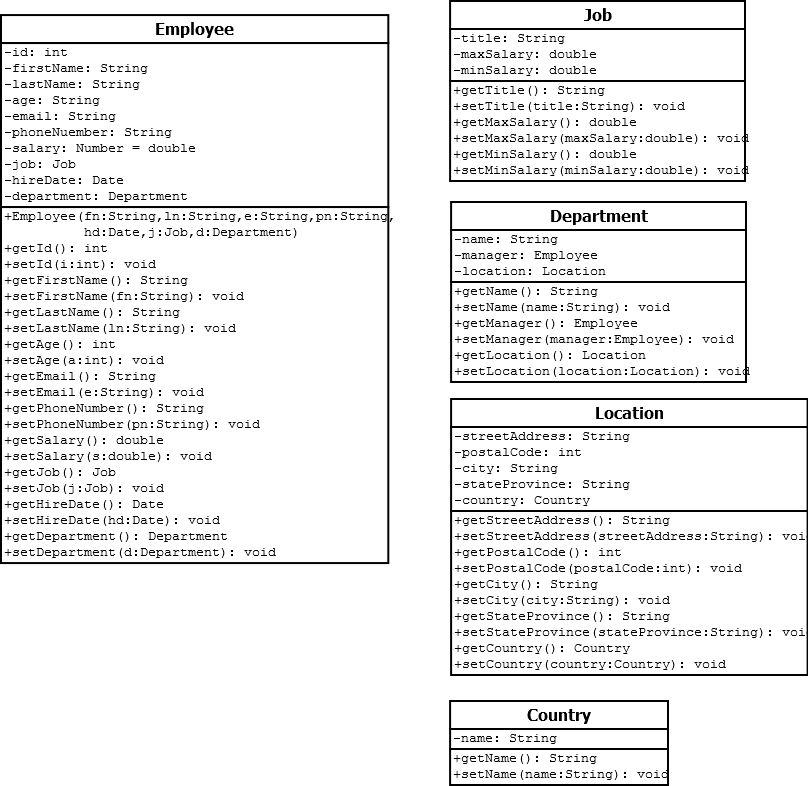 Employee
-id: int
-firstName: String
-lastName: String
-age: String
-email: String
-phoneNuember: String
-salary: Number = double
-job: Job
-hireDate: Date
-department: Department
+Employee(fn:String,ln:String,e:String,pn:String,
hd:Date,j:Job,d:Department)
+getId(): int
+setId(i:int): void
+getFirstName(): String
+setFirstName(fn:String): void
+getLastName(): String
+setLastName(ln:String): void
+getAge(): int
+setAge(a:int): void
+getEmail(): String
+setEmail(e:String): void
+getPhoneNumber(): String
+setPhoneNumber(pn:String): void
+getSalary(): double
+setSalary(s:double): void
+getJob(): Job
+setJob(j:Job): void
+getHireDate(): Date
+setHireDate(hd:Date): void
+getDepartment(): Department
+setDepartment(d:Department): void
Job
-title: String
-maxSalary: double
-minSalary: double
+getTitle(): String
+setTitle(title:String): void
+getMaxSalary(): double
+setMaxSalary(maxSalary:double): void
+getMinSalary(): double
+setMinSalary(minSalary:double): void
Department
-name: String
-manager: Employee
-location: Location
+getName(): String
+setName(name:String): void
+getManager(): Employee
+setManager(manager:Employee): void
+getLocation(): Location
+setLocation(location:Location): void
Location
-streetAddress: String
-postalCode: int
-city: String
-stateProvince: String
-country: Country
+getStreetAddress(): String
+setStreetAddress(streetAddress:String): voi
+getPostalCode(): int
+setPostalCode(postalCode:int): void
+getCity(): String
+setCity(city:String): void
+getStateProvince(): String
+setStateProvince(stateProvince:String): voi
+getCountry(): Country
+setCountry(country:Country): void
Country
-name: String
+getName(): String
+setName(name:String): void